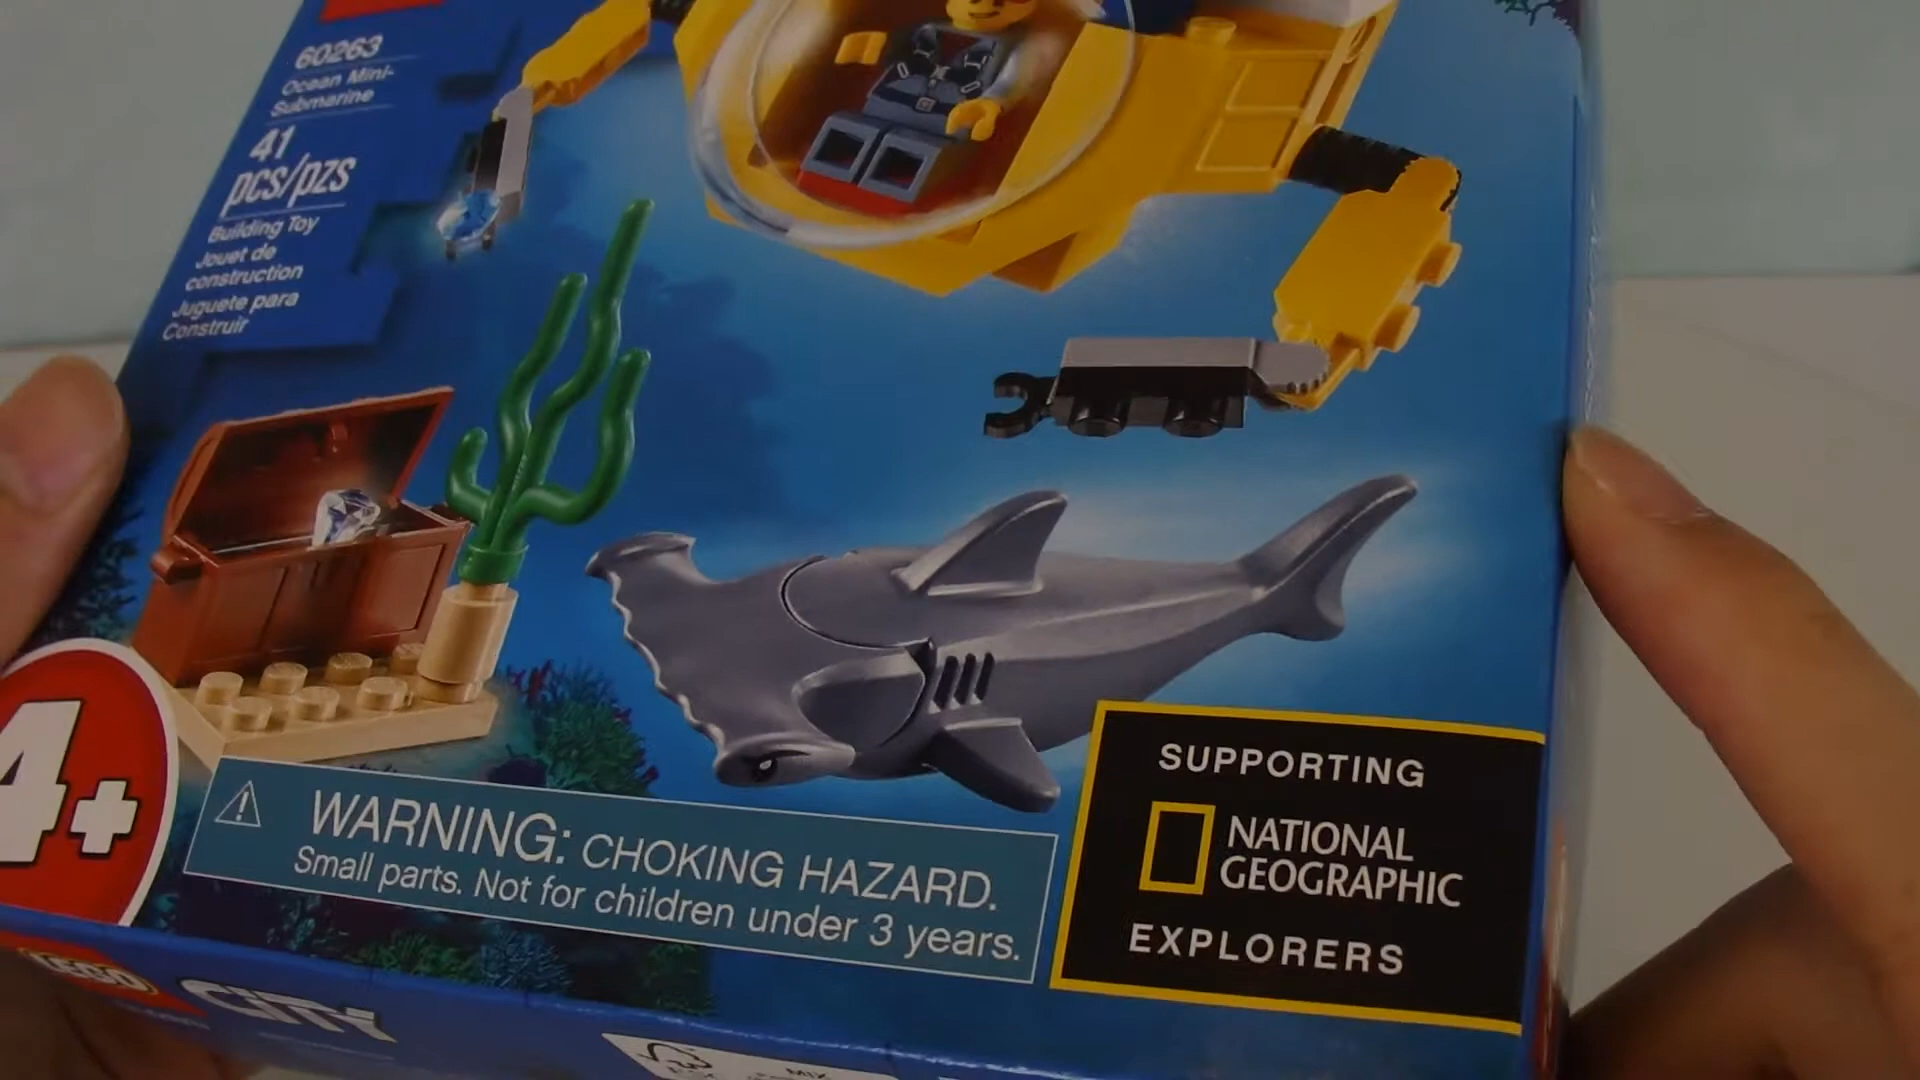 60263
Ocean Mini-
Submarine
41
pcs/pzs
Building Toy
Jouet de
construction
Juguete para
Construir
4+
WARNING: CHOKING HAZARD.
Small parts. Not for children under 3 years.
SUPPORTING
NATIONAL
GEOGRAPHIC
EXPLORERS
LEGO
CITY
MIX